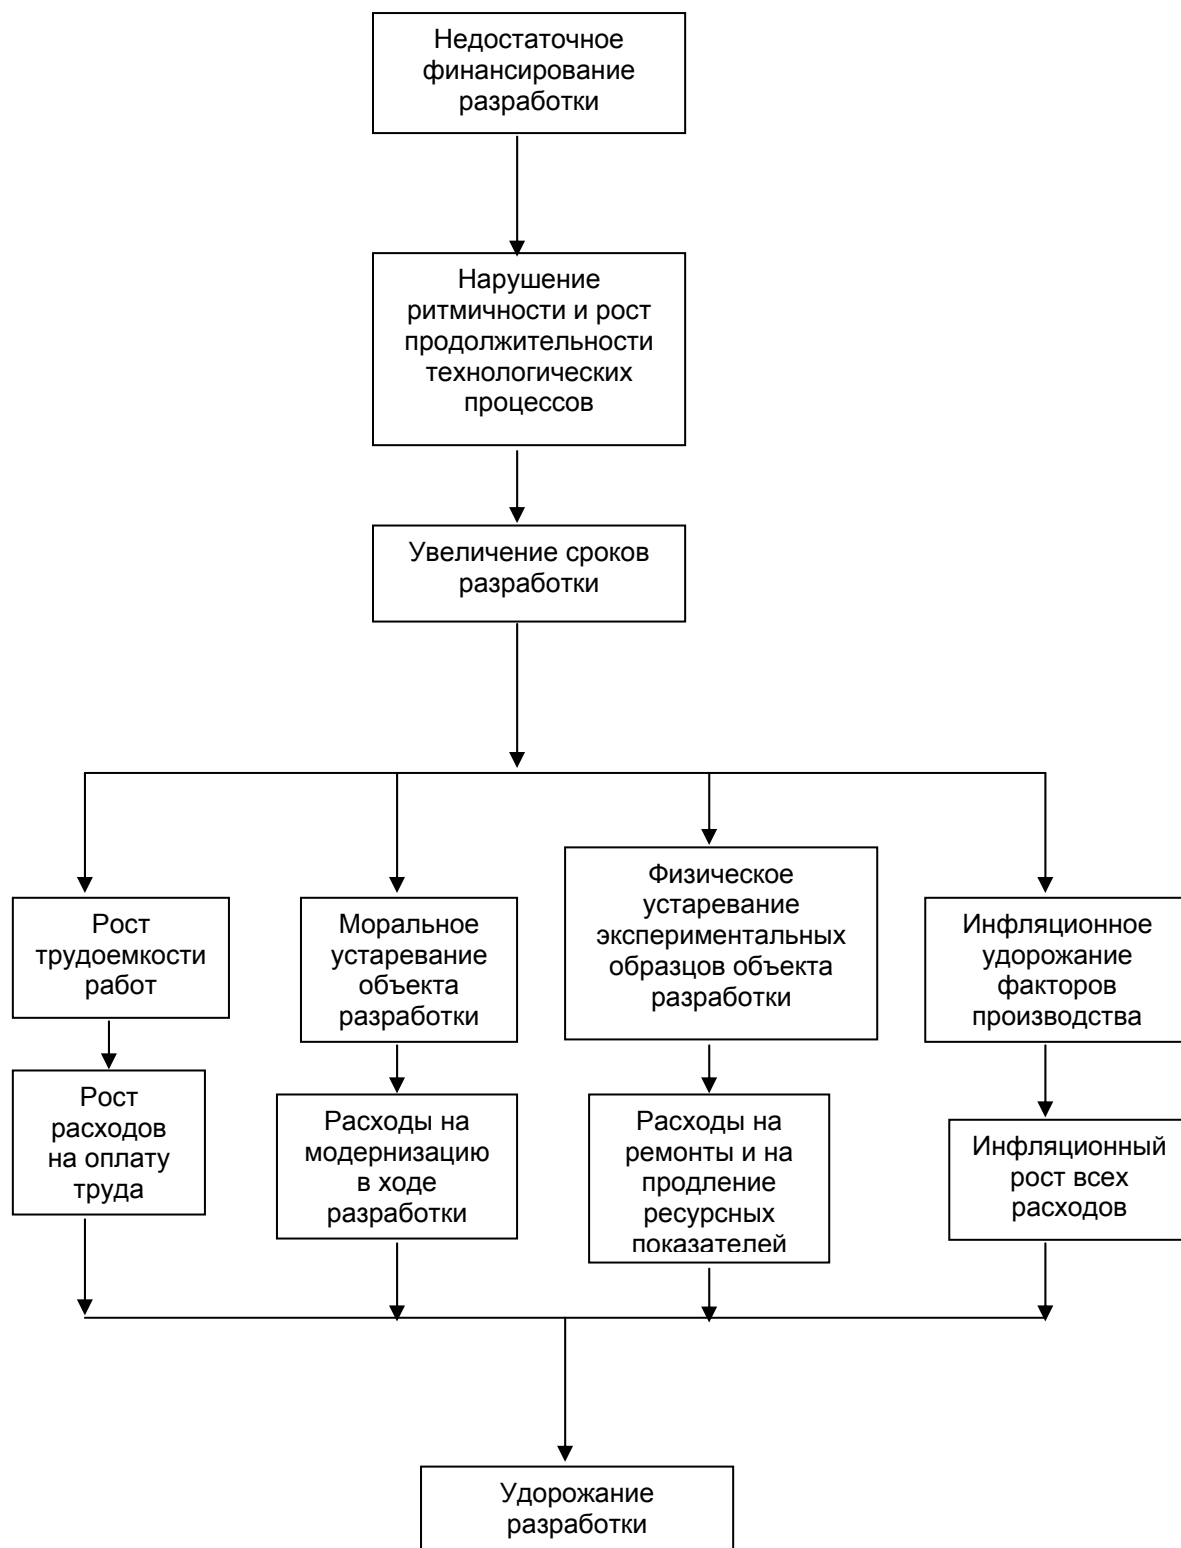 Недостаточное
финансирование
разработки
Нарушение
ритмичности и рост
продолжительности
технологических
процессов
Увеличение сроков
разработки
Рост
трудоемкости
работ
Моральное
устаревание
объекта
разработки
Физическое
устаревание
экспериментальных
образцов объекта
разработки
Инфляционное
удорожание
факторов
производства
Рост
расходов
на оплату
труда
Расходы на
модернизацию
в ходе
разработки
Расходы на
ремонты и на
продление
ресурсных
показателей
Инфляционный
рост всех
расходов
Удорожание
разработки